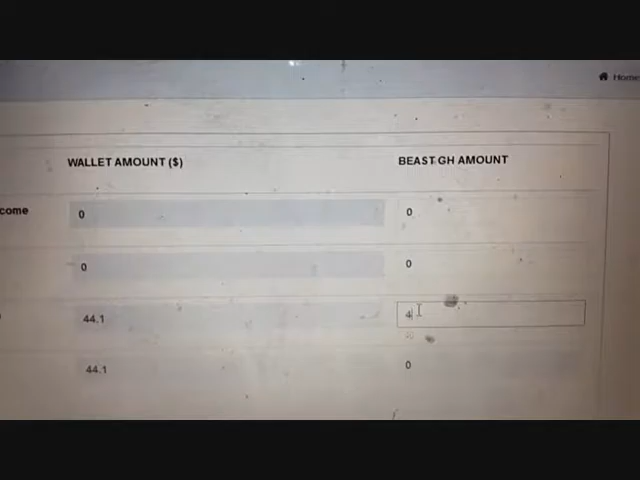 Home
WALLET AMOUNT ($) BEAST GH AMOUNT
come 0 0
0 0
44.1 4
44.1 0